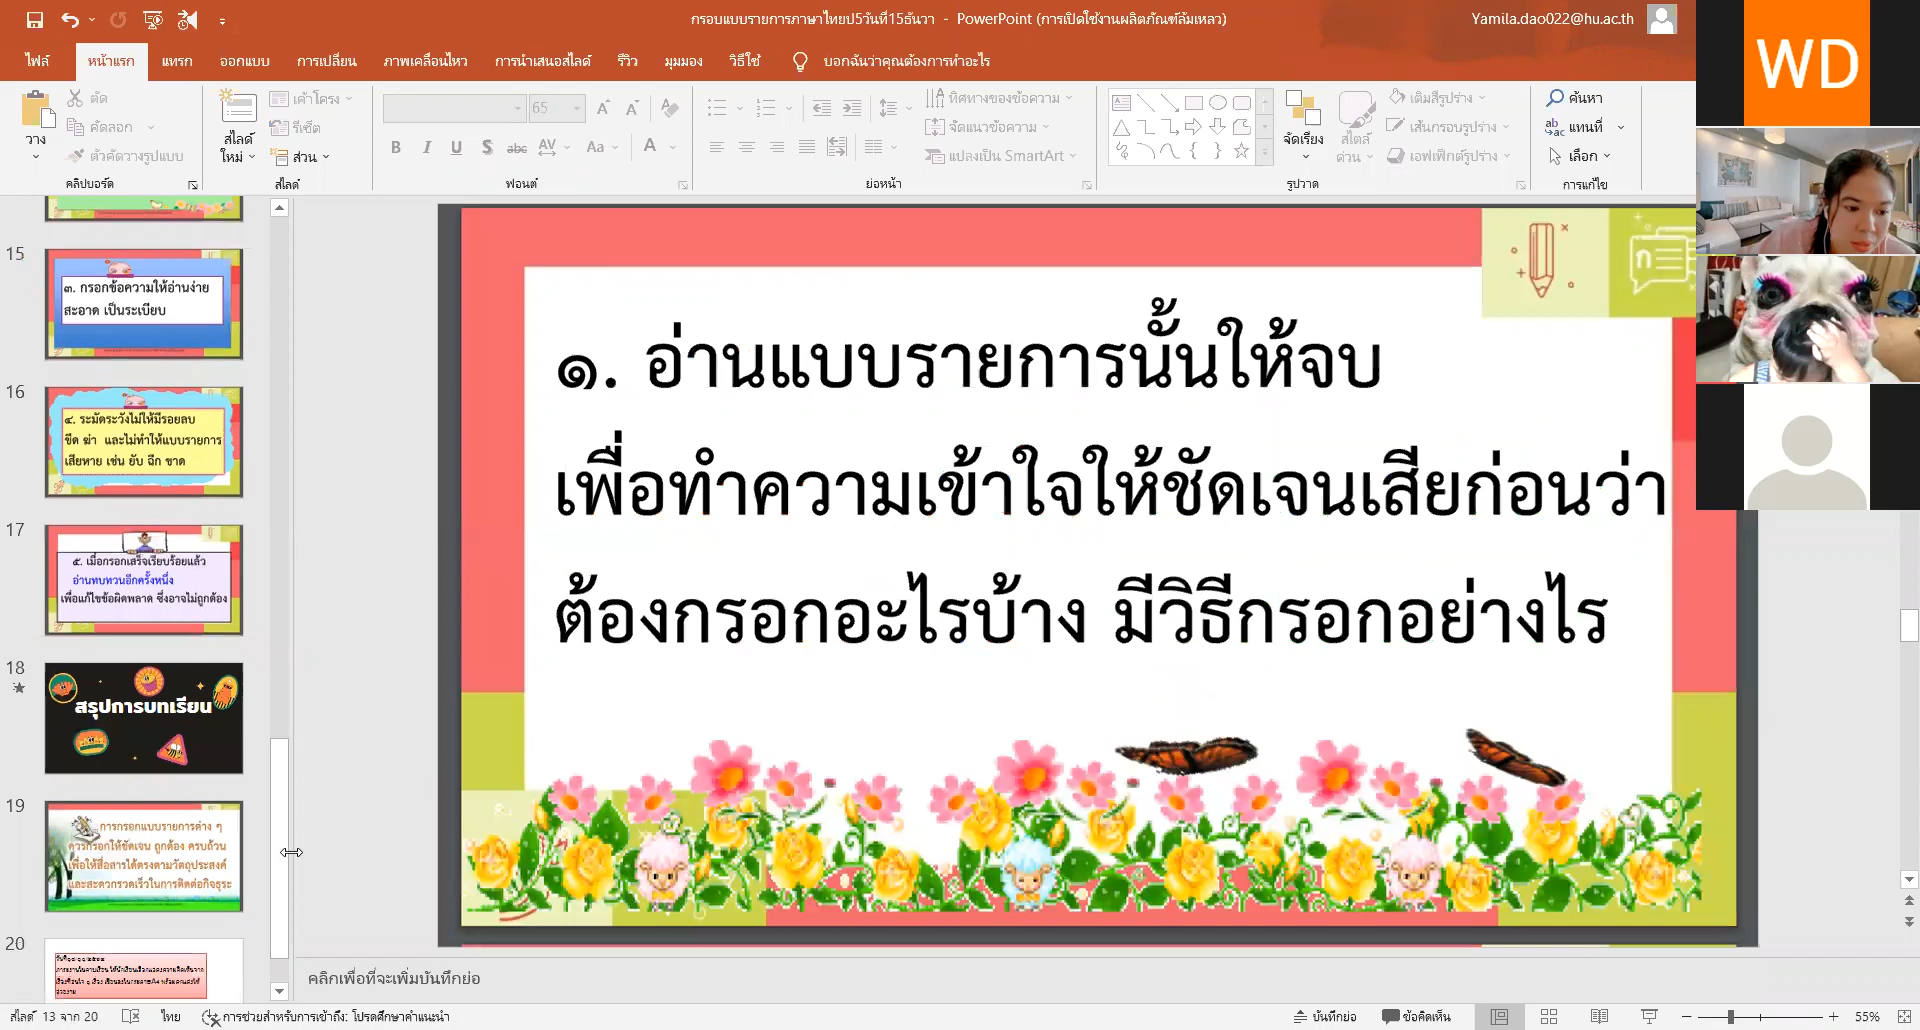 กรอบแบบรายการภาษาไทยป5วันที่15ธันวา - PowerPoint (การเปิดใช้งานผลิตภัณฑ์ล้มเหลว)
Yamila.dao022@hu.ac.th
WD
ไฟล์ หน้าแรก แทรก ออกแบบ การเปลี่ยน ภาพเคลื่อนไหว การนำเสนอสไลด์ รีวิว มุมมอง วิธีใช้ บอกฉันว่าคุณต้องการทำอะไร
วาง
ตัด
คัดลอก
ตัวคัดวางรูปแบบ
คลิปบอร์ด
สไลด์
ใหม่
เค้าโครง
รีเซ็ต
ส่วน
สไลด์
65
B I U S abc AV Aa A
ฟอนต์
ทิศทางของข้อความ
จัดแนวข้อความ
แปลงเป็น SmartArt
ย่อหน้า
จัดเรียง
สไตล์
ด่วน
เติมสีรูปร่าง
เส้นกรอบรูปร่าง
เอฟเฟ็กต์รูปร่าง
รูปวาด
ค้นหา
แทนที่
เลือก
การแก้ไข
15
๓. กรอกข้อความให้อ่านง่าย
สะอาด เป็นระเบียบ
16
๔. ระมัดระวังไม่ให้มีรอยลบ
ขีด ฆ่า และไม่ทำให้แบบรายการ
เสียหาย เช่น ยับ ฉีก ขาด
17
๕. เมื่อกรอกเสร็จเรียบร้อยแล้ว
อ่านทบทวนอีกครั้งหนึ่ง
เพื่อแก้ไขข้อผิดพลาด ซึ่งอาจไม่ถูกต้อง
18
สรุปการบทเรียน
19
การกรอกแบบรายการต่าง ๆ
ควรกรอกให้ชัดเจน ถูกต้อง ครบถ้วน
เพื่อให้สื่อสารได้ตรงตามวัตถุประสงค์
และสะดวกรวดเร็วในการติดต่อกิจธุระ
20
๑. อ่านแบบรายการนั้นให้จบ
เพื่อทำความเข้าใจให้ชัดเจนเสียก่อนว่า
ต้องกรอกอะไรบ้าง มีวิธีกรอกอย่างไร
คลิกเพื่อที่จะเพิ่มบันทึกย่อ
สไลด์ 13 จาก 20 ไทย การช่วยสำหรับการเข้าถึง: โปรดศึกษาคำแนะนำ
บันทึกย่อ ข้อคิดเห็น 55%